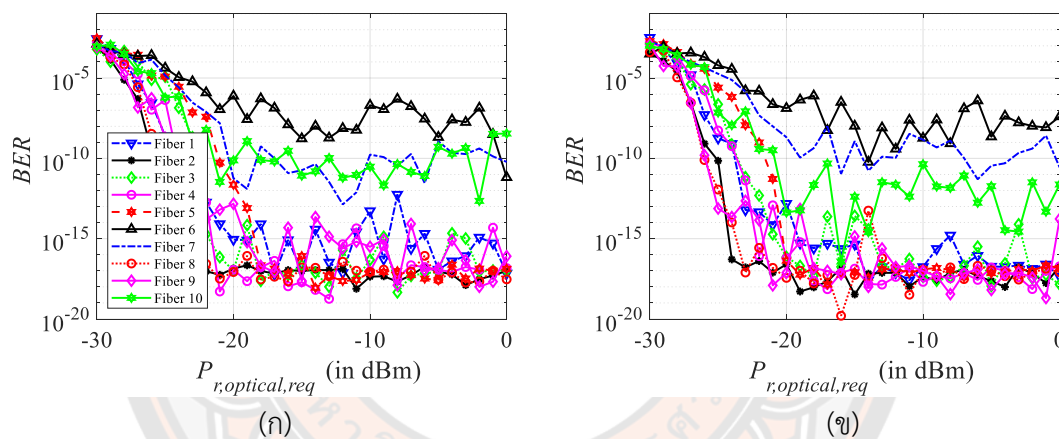 BER
10^-5
10^-10
10^-15
10^-20
Fiber 1
Fiber 2
Fiber 3
Fiber 4
Fiber 5
Fiber 6
Fiber 7
Fiber 8
Fiber 9
Fiber 10
-30 -20 -10 0
P_r,optical,req (in dBm)
(ก)
BER
10^-5
10^-10
10^-15
10^-20
-30 -20 -10 0
P_r,optical,req (in dBm)
(ข)